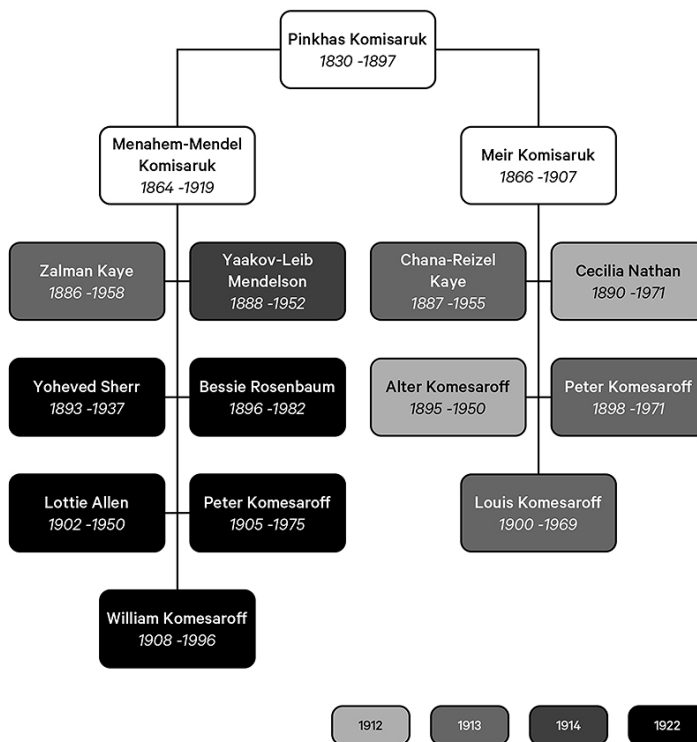 Pinkhas Komisaruk
1830 -1897
Menahem-Mendel
Komisaruk
1864 -1919
Meir Komisaruk
1866 -1907
Zalman Kaye
1886 -1958
Yaakov-Leib
Mendelson
1888 -1952
Chana-Reizel
Kaye
1887 -1955
Cecilia Nathan
1890 -1971
Yoheved Sherr
1893 -1937
Bessie Rosenbaum
1896 -1982
Alter Komesaroff
1895 -1950
Peter Komesaroff
1898 -1971
Lottie Allen
1902 -1950
Peter Komesaroff
1905 -1975
Louis Komesaroff
1900 -1969
William Komesaroff
1908 -1996
1912
1913
1914
1922